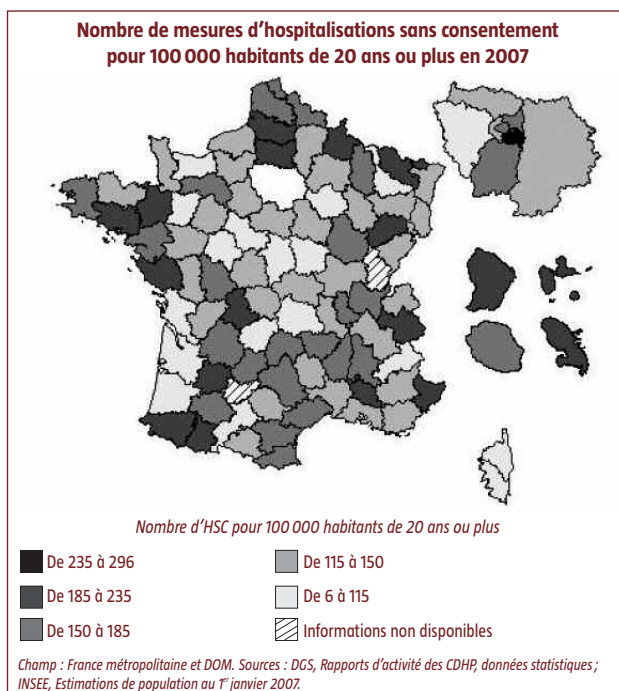 Nombre de mesures d’hospitalisations sans consentement
pour 100 000 habitants de 20 ans ou plus en 2007
Nombre d’HSC pour 100 000 habitants de 20 ans ou plus
De 235 à 296
De 185 à 235
De 150 à 185
De 115 à 150
De 6 à 115
Informations non disponibles
Champ : France métropolitaine et DOM. Sources : DGS, Rapports d’activité des CDHP, données statistiques ;
INSEE, Estimations de population au 1er janvier 2007.